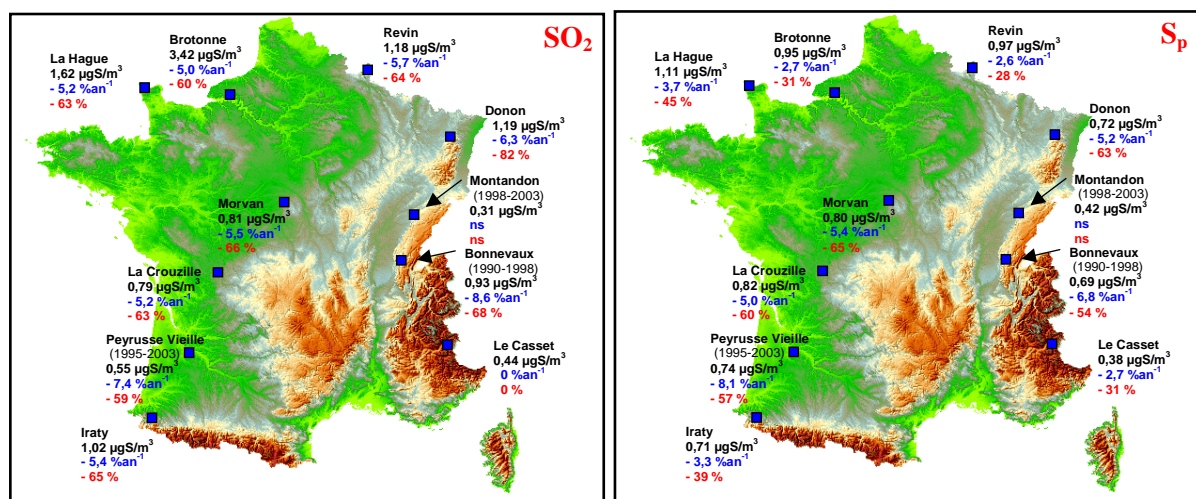 SO2
La Hague
1,62 µgS/m³
- 5,2 %an⁻¹
- 63 %
Brotonne
3,42 µgS/m³
- 5,0 %an⁻¹
- 60 %
Revin
1,18 µgS/m³
- 5,7 %an⁻¹
- 64 %
Donon
1,19 µgS/m³
- 6,3 %an⁻¹
- 82 %
Montandon
(1998-2003)
0,31 µgS/m³
ns
ns
Morvan
0,81 µgS/m³
- 5,5 %an⁻¹
- 66 %
Bonnevaux
(1990-1998)
0,93 µgS/m³
- 8,6 %an⁻¹
- 68 %
La Crouzille
0,79 µgS/m³
- 5,2 %an⁻¹
- 63 %
Peyrusse Vieille
(1995-2003)
0,55 µgS/m³
- 7,4 %an⁻¹
- 59 %
Le Casset
0,44 µgS/m³
0 %an⁻¹
0 %
Iraty
1,02 µgS/m³
- 5,4 %an⁻¹
- 65 %
Sp
La Hague
1,11 µgS/m³
- 3,7 %an⁻¹
- 45 %
Brotonne
0,95 µgS/m³
- 2,7 %an⁻¹
- 31 %
Revin
0,97 µgS/m³
- 2,6 %an⁻¹
- 28 %
Donon
0,72 µgS/m³
- 5,2 %an⁻¹
- 63 %
Montandon
(1998-2003)
0,42 µgS/m³
ns
ns
Morvan
0,80 µgS/m³
- 5,4 %an⁻¹
- 65 %
Bonnevaux
(1990-1998)
0,69 µgS/m³
- 6,8 %an⁻¹
- 54 %
La Crouzille
0,82 µgS/m³
- 5,0 %an⁻¹
- 60 %
Peyrusse Vieille
(1995-2003)
0,74 µgS/m³
- 8,1 %an⁻¹
- 57 %
Le Casset
0,38 µgS/m³
- 2,7 %an⁻¹
- 31 %
Iraty
0,71 µgS/m³
- 3,3 %an⁻¹
- 39 %